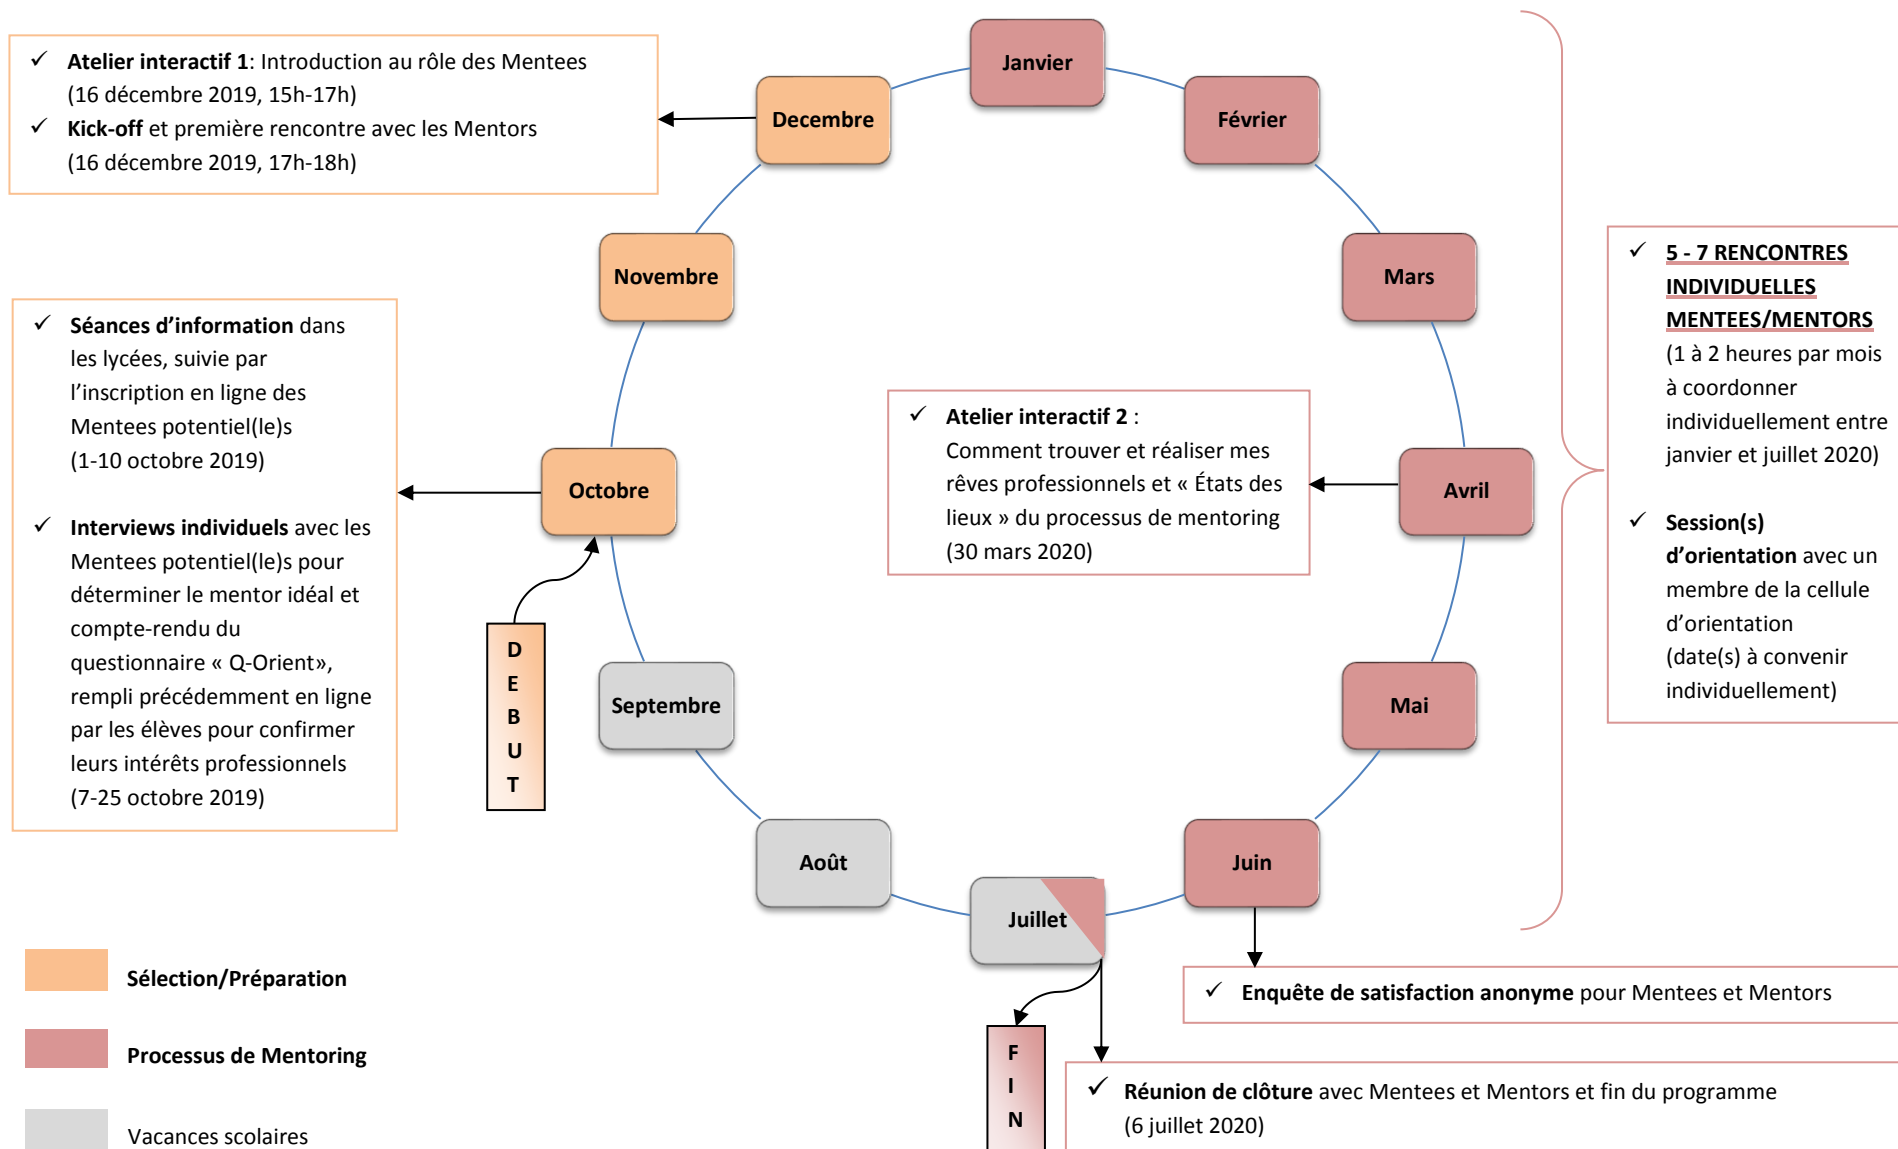 ✓ Atelier interactif 1: Introduction au rôle des Mentees
(16 décembre 2019, 15h-17h)
✓ Kick-off et première rencontre avec les Mentors
(16 décembre 2019, 17h-18h)
Janvier
Decembre
Février
Novembre
Mars
✓ 5 - 7 RENCONTRES
INDIVIDUELLES
MENTEES/MENTORS
(1 à 2 heures par mois
à coordonner
individuellement entre
janvier et juillet 2020)
✓ Session(s)
d’orientation avec un
membre de la cellule
d’orientation
(date(s) à convenir
individuellement)
✓ Séances d’information dans
les lycées, suivie par
l’inscription en ligne des
Mentees potentiel(le)s
(1-10 octobre 2019)
✓ Interviews individuels avec les
Mentees potentiel(le)s pour
déterminer le mentor idéal et
compte-rendu du
questionnaire « Q-Orient»,
rempli précédemment en ligne
par les élèves pour confirmer
leurs intérêts professionnels
(7-25 octobre 2019)
Octobre
✓ Atelier interactif 2 :
Comment trouver et réaliser mes
rêves professionnels et « États des
lieux » du processus de mentoring
(30 mars 2020)
Avril
D
E
B
U
T
Septembre
Mai
Août
Juin
Juillet
✓ Enquête de satisfaction anonyme pour Mentees et Mentors
F
I
N
✓ Réunion de clôture avec Mentees et Mentors et fin du programme
(6 juillet 2020)
Sélection/Préparation
Processus de Mentoring
Vacances scolaires